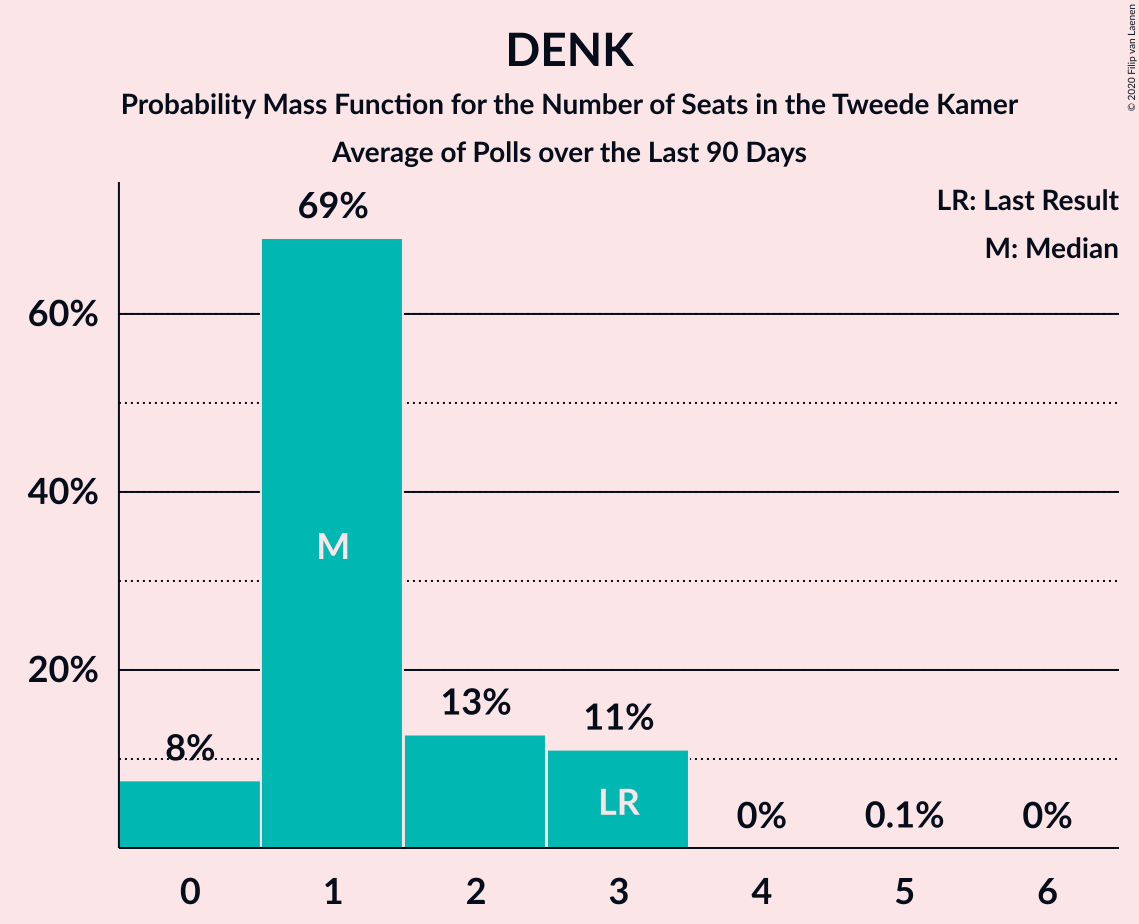 DENK
Probability Mass Function for the Number of Seats in the Tweede Kamer
Average of Polls over the Last 90 Days
© 2020 Filip van Laenen
LR: Last Result
M: Median
69%
60%
40%
M
20%
13%
11%
8%
LR
0%
0.1%
0%
0 1 2 3 4 5 6